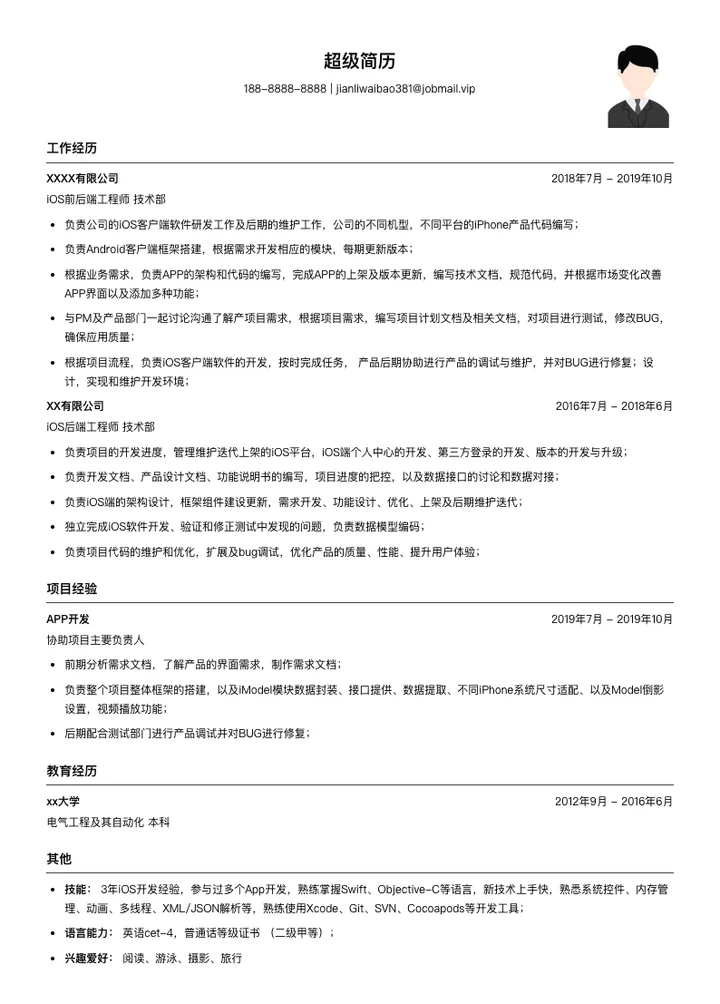 超级简历
188-8888-8888 | jianliwaibao381@jobmail.vip
工作经历
XXXX有限公司 2018年7月 – 2019年10月
iOS前后端工程师 技术部
• 负责公司的iOS客户端软件研发工作及后期的维护工作，公司的不同机型，不同平台的iPhone产品代码编写；
• 负责Android客户端框架搭建，根据需求开发相应的模块，每期更新版本；
• 根据业务需求，负责APP的架构和代码的编写，完成APP的上架及版本更新，编写技术文档，规范代码，并根据市场变化改善
APP界面以及添加多种功能；
• 与PM及产品部门一起讨论沟通了解产项目需求，根据项目需求，编写项目计划文档及相关文档，对项目进行测试，修改BUG，
确保应用质量；
• 根据项目流程，负责iOS客户端软件的开发，按时完成任务， 产品后期协助进行产品的调试与维护，并对BUG进行修复；设
计，实现和维护开发环境；
XX有限公司 2016年7月 – 2018年6月
iOS后端工程师 技术部
• 负责项目的开发进度，管理维护迭代上架的iOS平台，iOS端个人中心的开发、第三方登录的开发、版本的开发与升级；
• 负责开发文档、产品设计文档、功能说明书的编写，项目进度的把控，以及数据接口的讨论和数据对接；
• 负责iOS端的架构设计，框架组件建设更新，需求开发、功能设计、优化、上架及后期维护迭代；
• 独立完成iOS软件开发、验证和修正测试中发现的问题，负责数据模型编码；
• 负责项目代码的维护和优化，扩展及bug调试，优化产品的质量、性能、提升用户体验；
项目经验
APP开发 2019年7月 – 2019年10月
协助项目主要负责人
• 前期分析需求文档，了解产品的界面需求，制作需求文档；
• 负责整个项目整体框架的搭建，以及iModel模块数据封装、接口提供、数据提取、不同iPhone系统尺寸适配、以及Model倒影
设置，视频播放功能；
• 后期配合测试部门进行产品调试并对BUG进行修复；
教育经历
xx大学 2012年9月 – 2016年6月
电气工程及其自动化 本科
其他
• 技能： 3年iOS开发经验，参与过多个App开发，熟练掌握Swift、Objective-C等语言，新技术上手快，熟悉系统控件、内存管
理、动画、多线程、XML/JSON解析等，熟练使用Xcode、Git、SVN、Cocoapods等开发工具；
• 语言能力： 英语cet-4，普通话等级证书 （二级甲等）；
• 兴趣爱好： 阅读、游泳、摄影、旅行